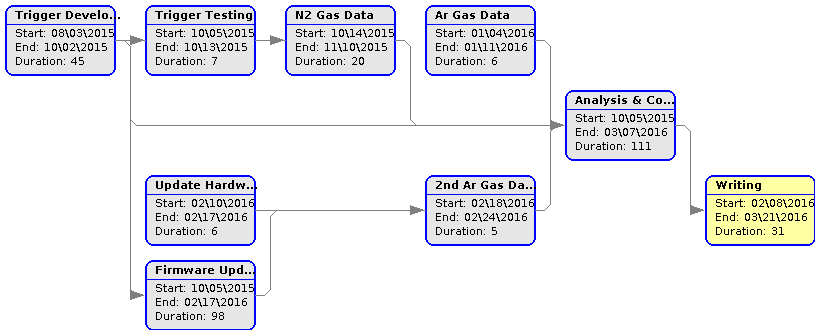 Trigger Develo...
Start: 08\03\2015
End: 10\02\2015
Duration: 45
Trigger Testing
Start: 10\05\2015
End: 10\13\2015
Duration: 7
N2 Gas Data
Start: 10\14\2015
End: 11\10\2015
Duration: 20
Ar Gas Data
Start: 01\04\2016
End: 01\11\2016
Duration: 6
Analysis & Co...
Start: 10\05\2015
End: 03\07\2016
Duration: 111
Update Hardw...
Start: 02\10\2016
End: 02\17\2016
Duration: 6
2nd Ar Gas Da...
Start: 02\18\2016
End: 02\24\2016
Duration: 5
Writing
Start: 02\08\2016
End: 03\21\2016
Duration: 31
Firmware Upd...
Start: 10\05\2015
End: 02\17\2016
Duration: 98